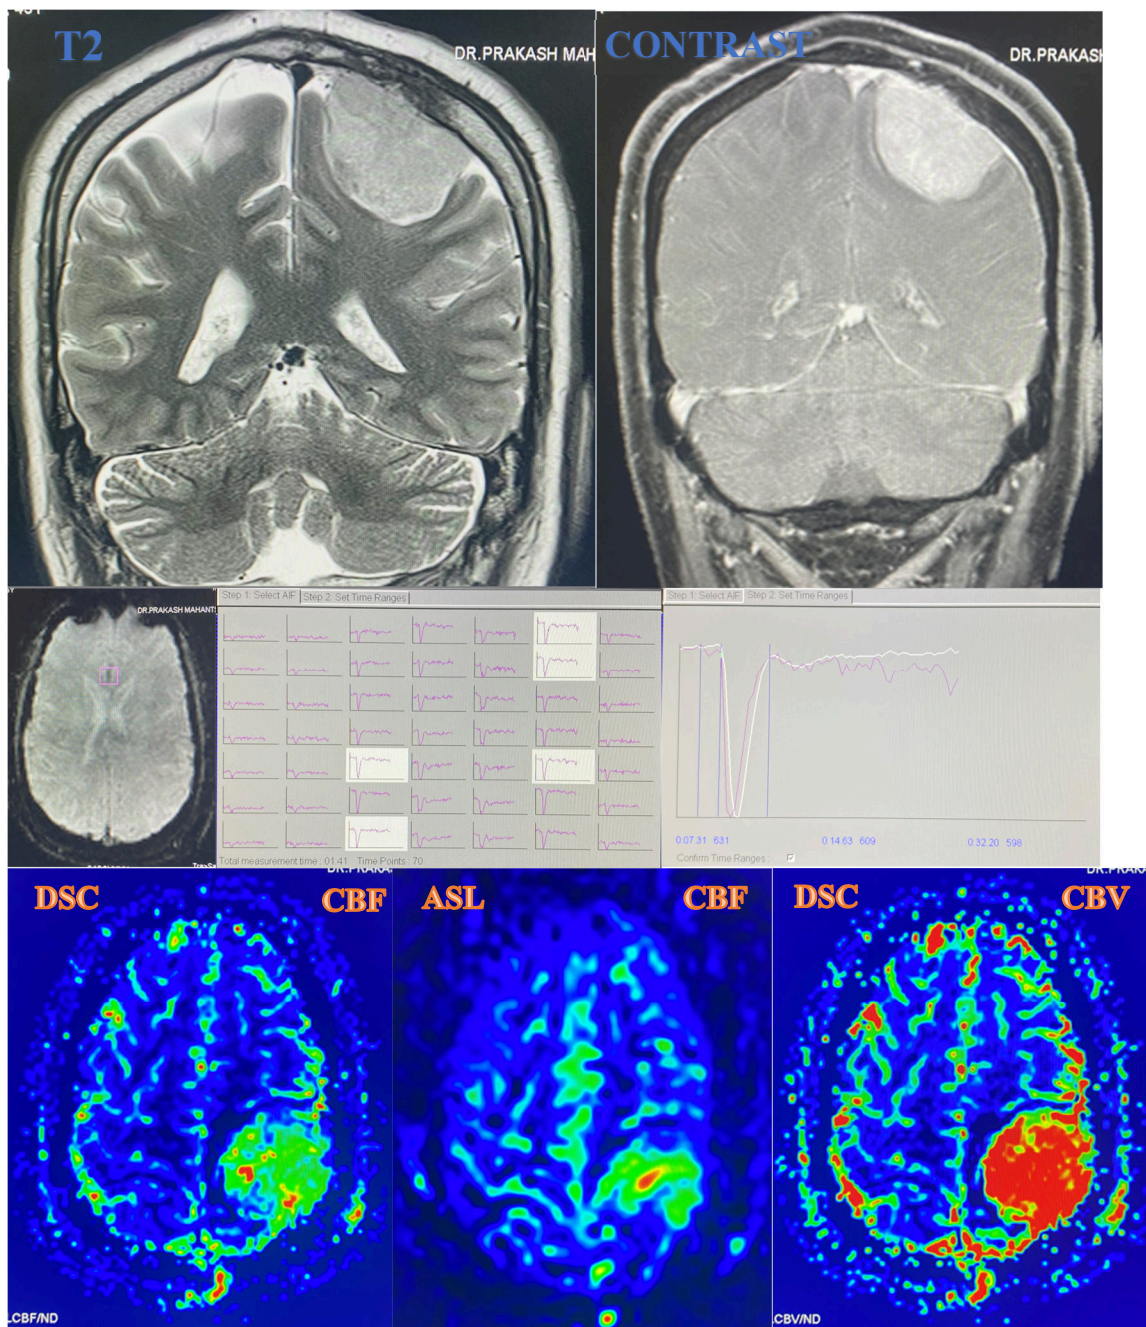 T2
DR.PRAKASH MAH
CONTRAST
DR.PRAKASH
DR.PRAKASH MAHANTS
Step 1: Select AIF Step 2: Set Time Ranges
Total measurement time : 01:41 Time Points : 70
Step 1: Select AIF Step 2: Set Time Ranges
0:07.31 631 0:14.63 609 0:32.20 598
Confirm Time Ranges :
DSC CBF
ASL CBF
DR.PRAKA
DSC CBV
.CBF/ND
.CBV/ND